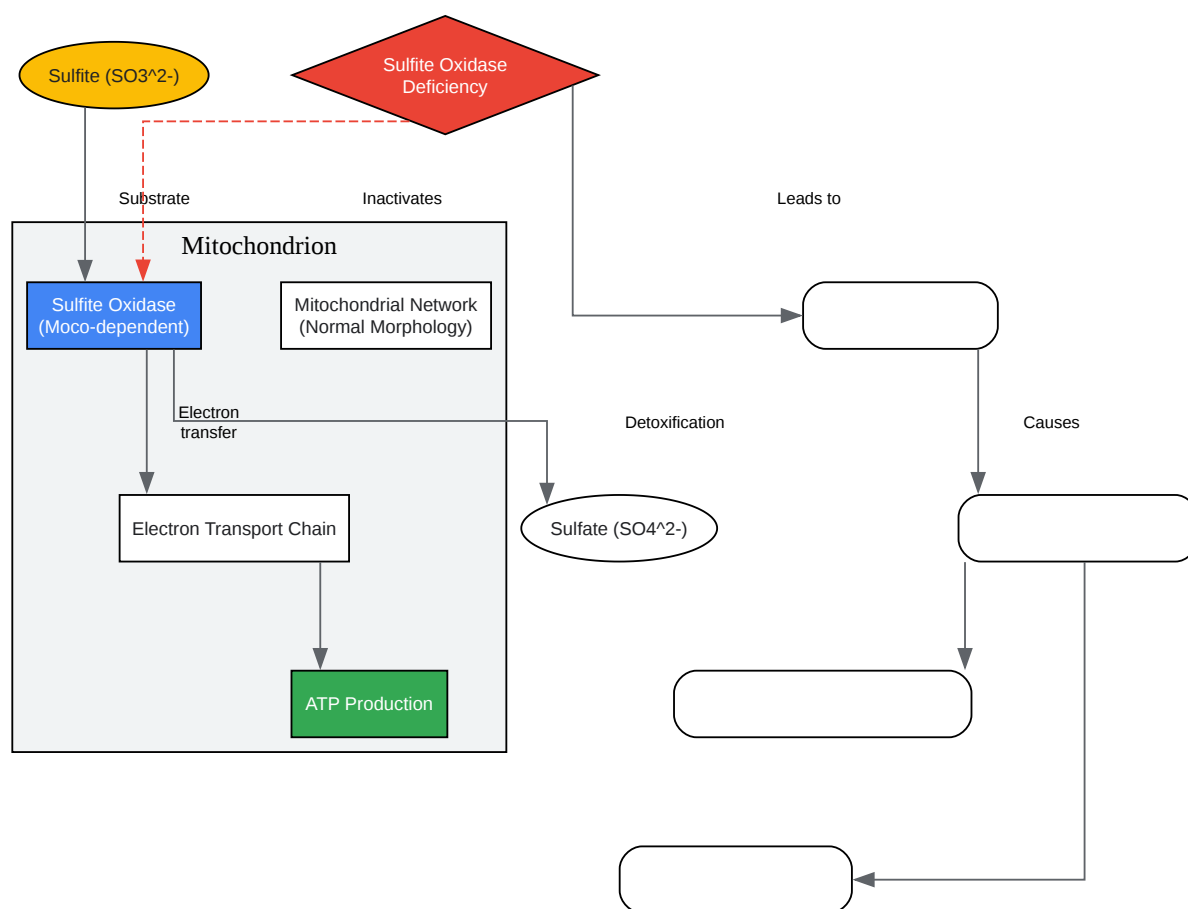 Sulfite (SO3^2-)
Sulfite Oxidase
Deficiency
Substrate
Inactivates
Leads to
Mitochondrion
Sulfite Oxidase
(Moco-dependent)
Mitochondrial Network
(Normal Morphology)
Electron
transfer
Detoxification
Causes
Electron Transport Chain
Sulfate (SO4^2-)
ATP Production